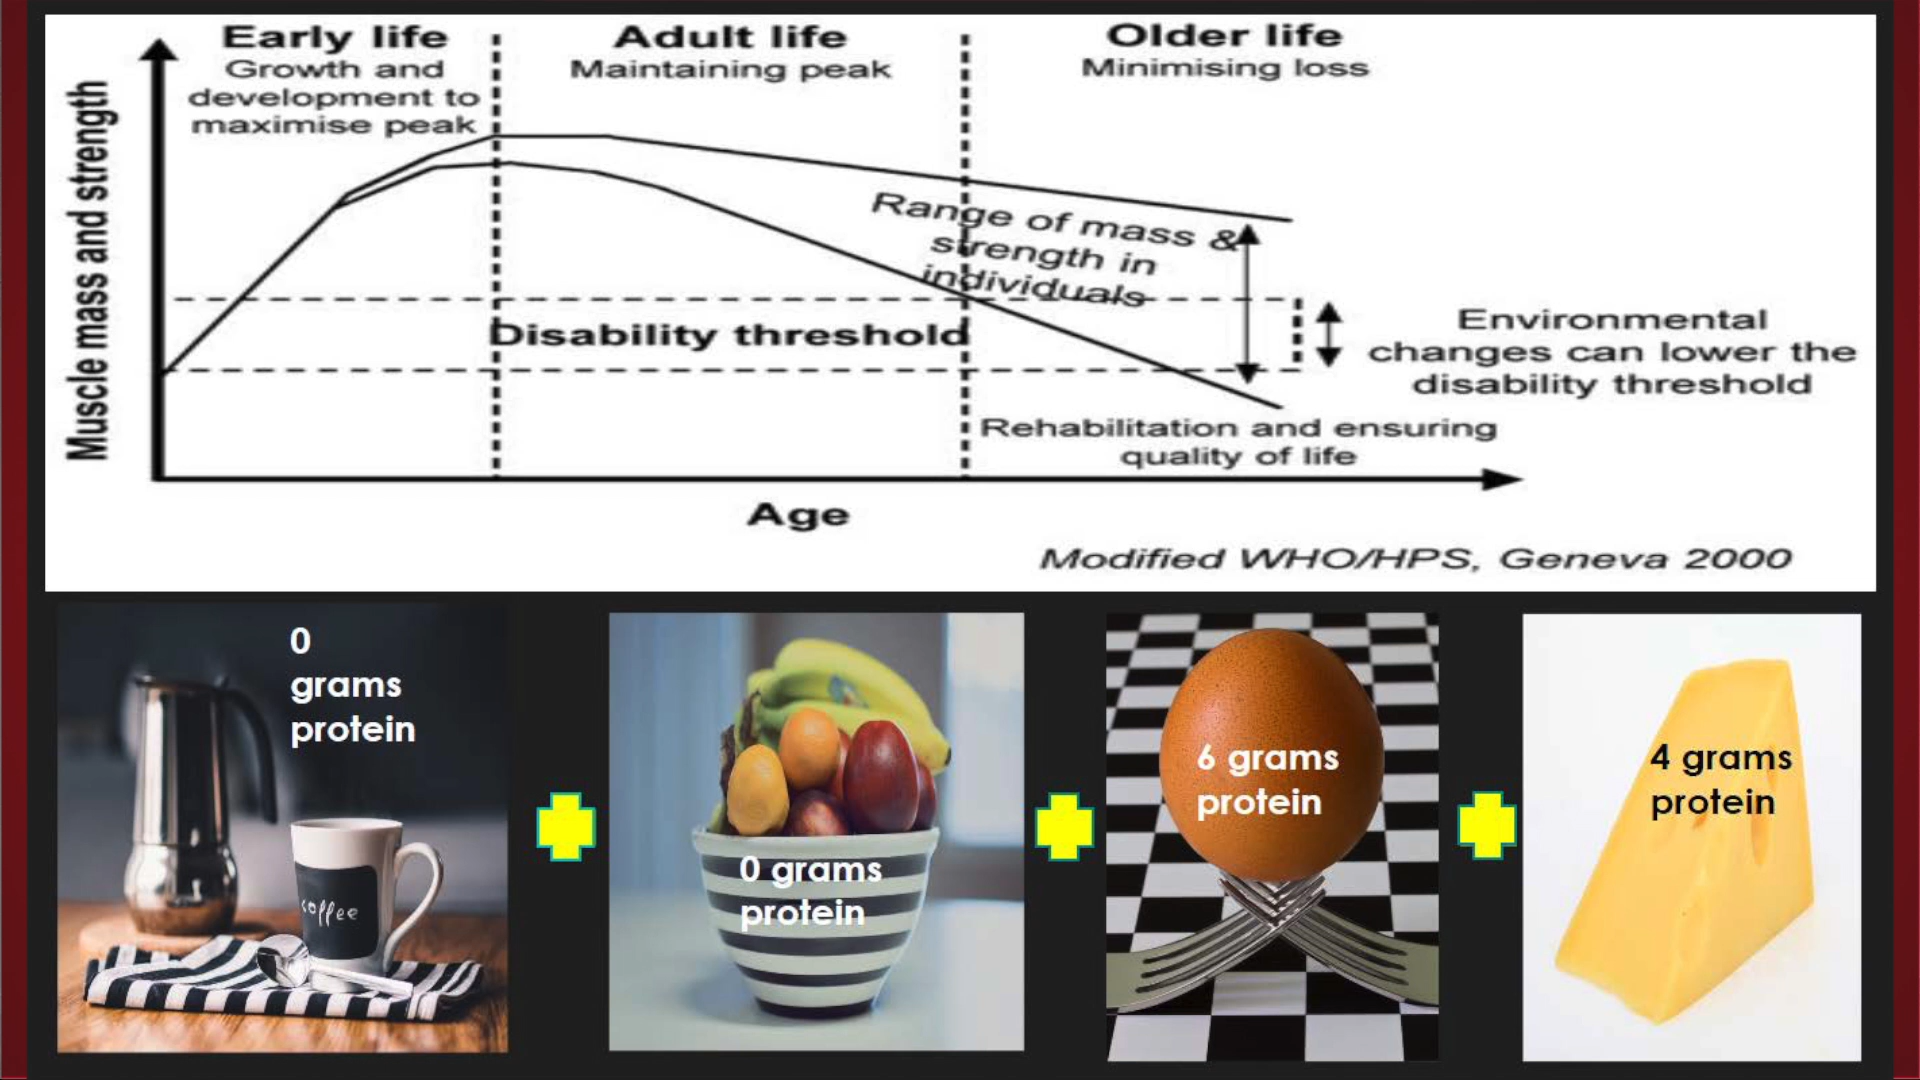 Early life
Growth and
development to
maximise peak
Adult life
Maintaining peak
Older life
Minimising loss
Muscle mass and strength
Range of mass &
strength in
individuals
Disability threshold
Environmental
changes can lower the
disability threshold
Rehabilitation and ensuring
quality of life
Age
Modified WHO/HPS, Geneva 2000
0
grams
protein
coffee
0 grams
protein
6 grams
protein
4 grams
protein